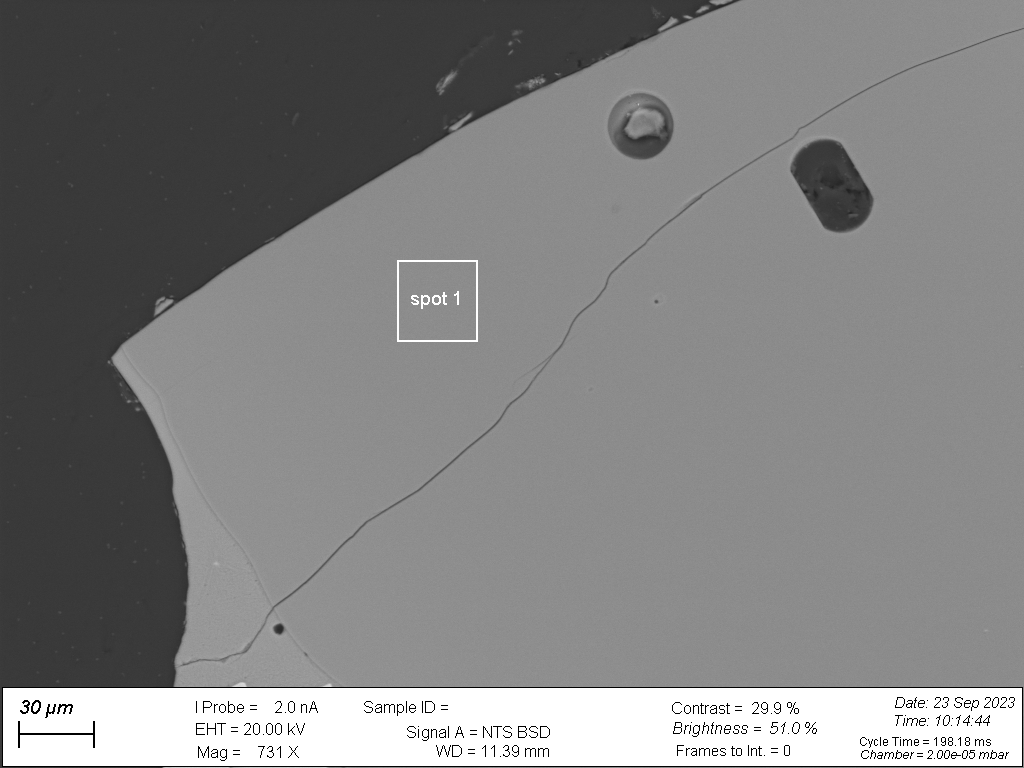 spot 1
30 µm
I Probe = 2.0 nA
EHT = 20.00 kV
Mag = 731 X
Sample ID =
Signal A = NTS BSD
WD = 11.39 mm
Contrast = 29.9 %
Brightness = 51.0 %
Frames to Int. = 0
Date: 23 Sep 2023
Time: 10:14:44
Cycle Time = 198.18 ms
Chamber = 2.00e-05 mbar